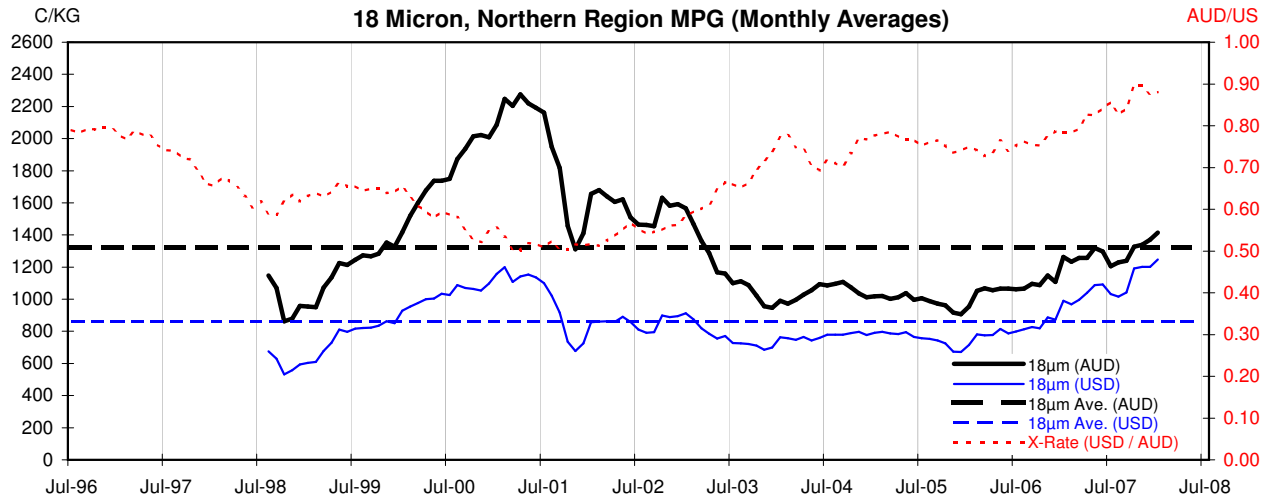 C/KG
18 Micron, Northern Region MPG (Monthly Averages)
AUD/US
2600
2400
2200
2000
1800
1600
1400
1200
1000
800
600
400
200
0
1.00
0.90
0.80
0.70
0.60
0.50
0.40
0.30
0.20
0.10
0.00
18µm (AUD)
18µm (USD)
18µm Ave. (AUD)
18µm Ave. (USD)
X-Rate (USD / AUD)
Jul-96 Jul-97 Jul-98 Jul-99 Jul-00 Jul-01 Jul-02 Jul-03 Jul-04 Jul-05 Jul-06 Jul-07 Jul-08